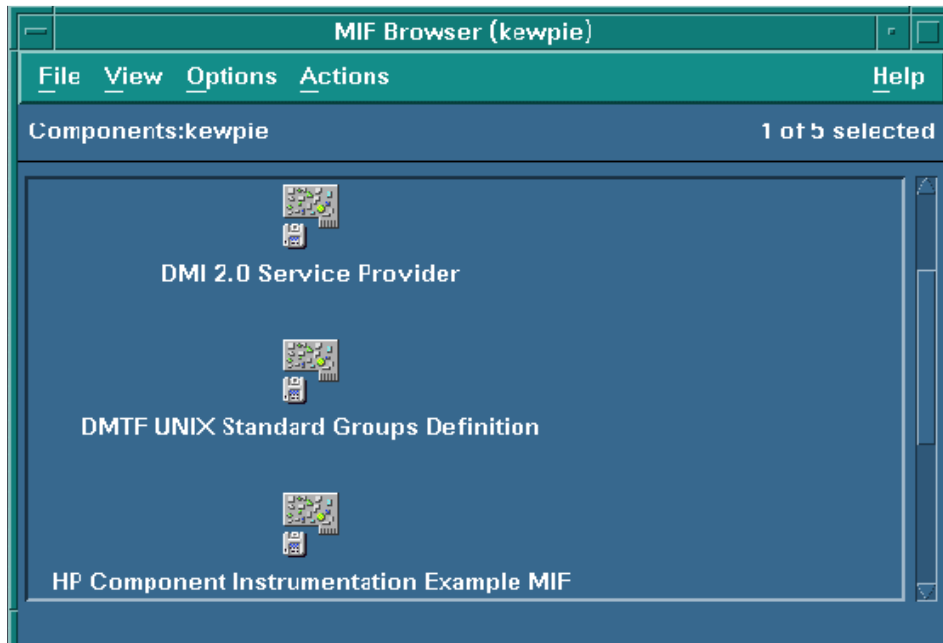 MIF Browser (kewpie)
File View Options Actions Help
Components:kewpie 1 of 5 selected
DMI 2.0 Service Provider
DMTF UNIX Standard Groups Definition
HP Component Instrumentation Example MIF